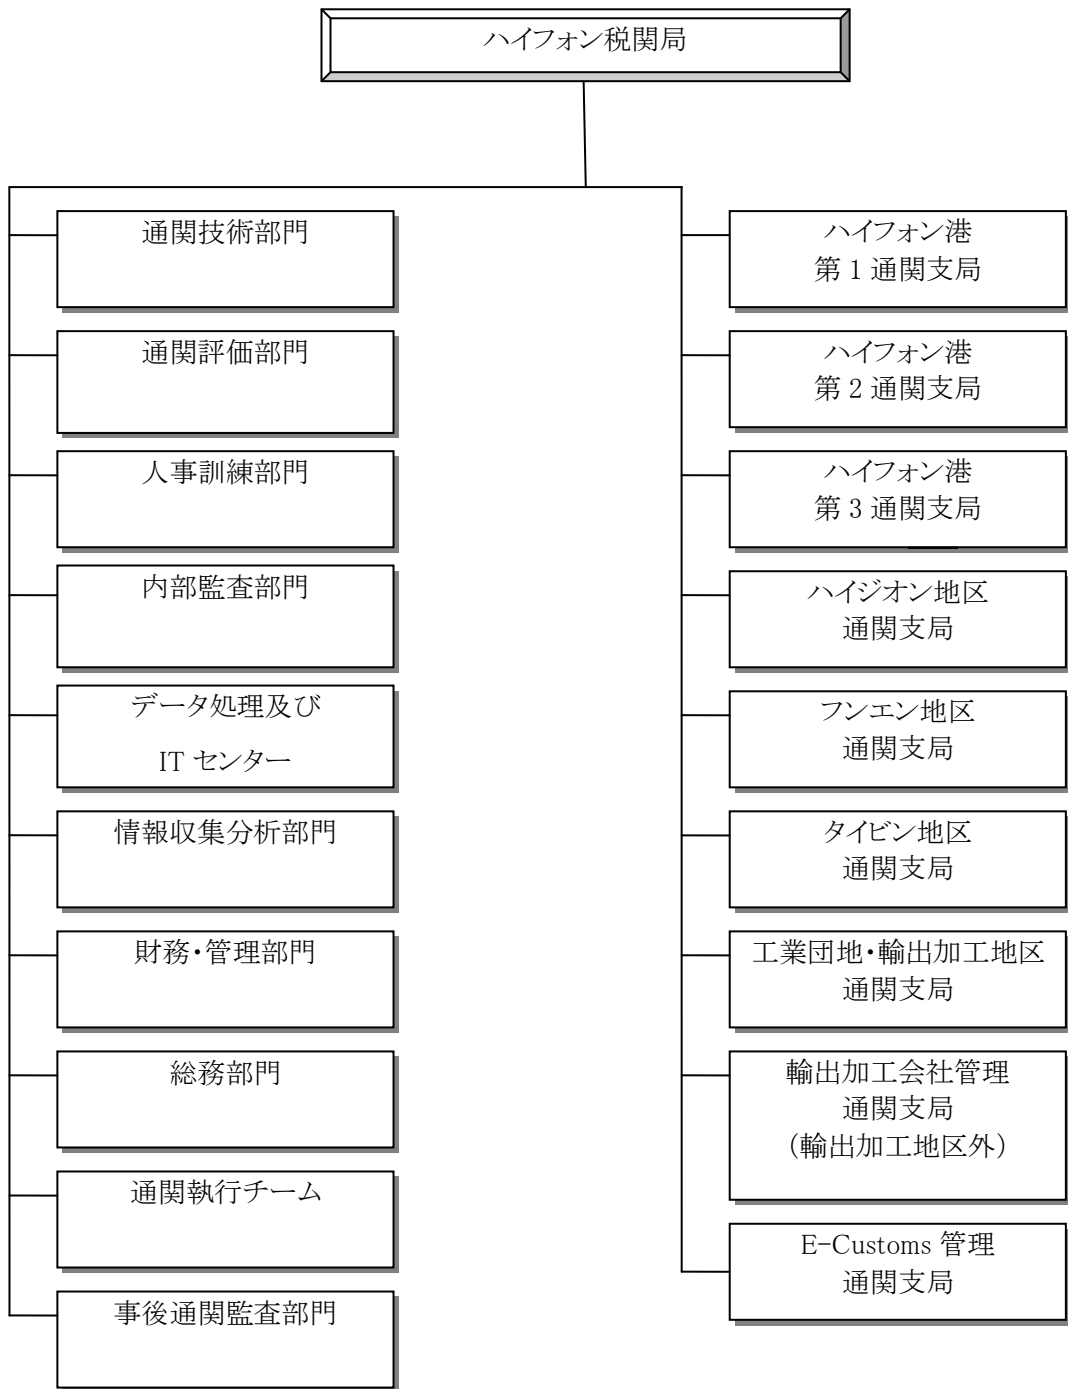 ハイフォン税関局
通関技術部門
通関評価部門
人事訓練部門
内部監査部門
データ処理及び
IT センター
情報収集分析部門
財務・管理部門
総務部門
通関執行チーム
事後通関監査部門
ハイフォン港
第 1 通関支局
ハイフォン港
第 2 通関支局
ハイフォン港
第 3 通関支局
ハイジオン地区
通関支局
フンエン地区
通関支局
タイビン地区
通関支局
工業団地・輸出加工地区
通関支局
輸出加工会社管理
通関支局
(輸出加工地区外)
E-Customs 管理
通関支局